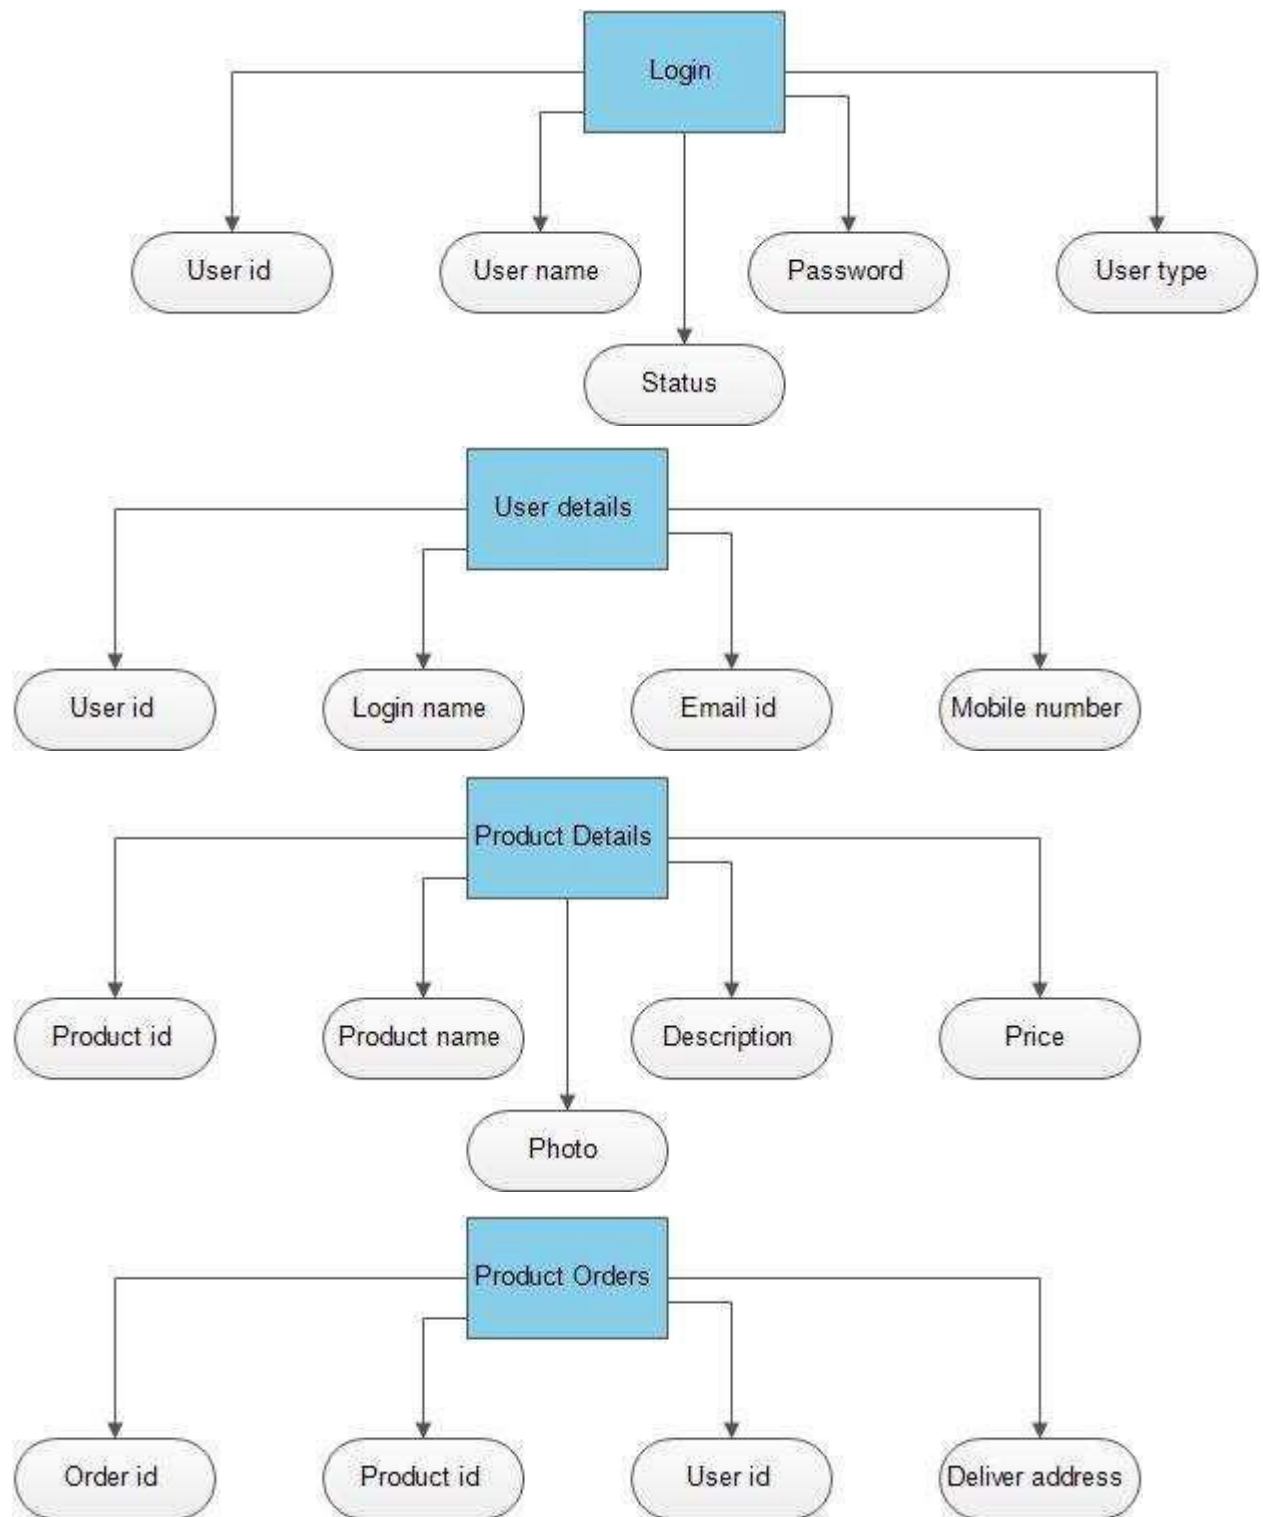 Login
User id
User name
Password
User type
Status
User details
User id
Login name
Email id
Mobile number
Product Details
Product id
Product name
Description
Price
Photo
Product Orders
Order id
Product id
User id
Deliver address